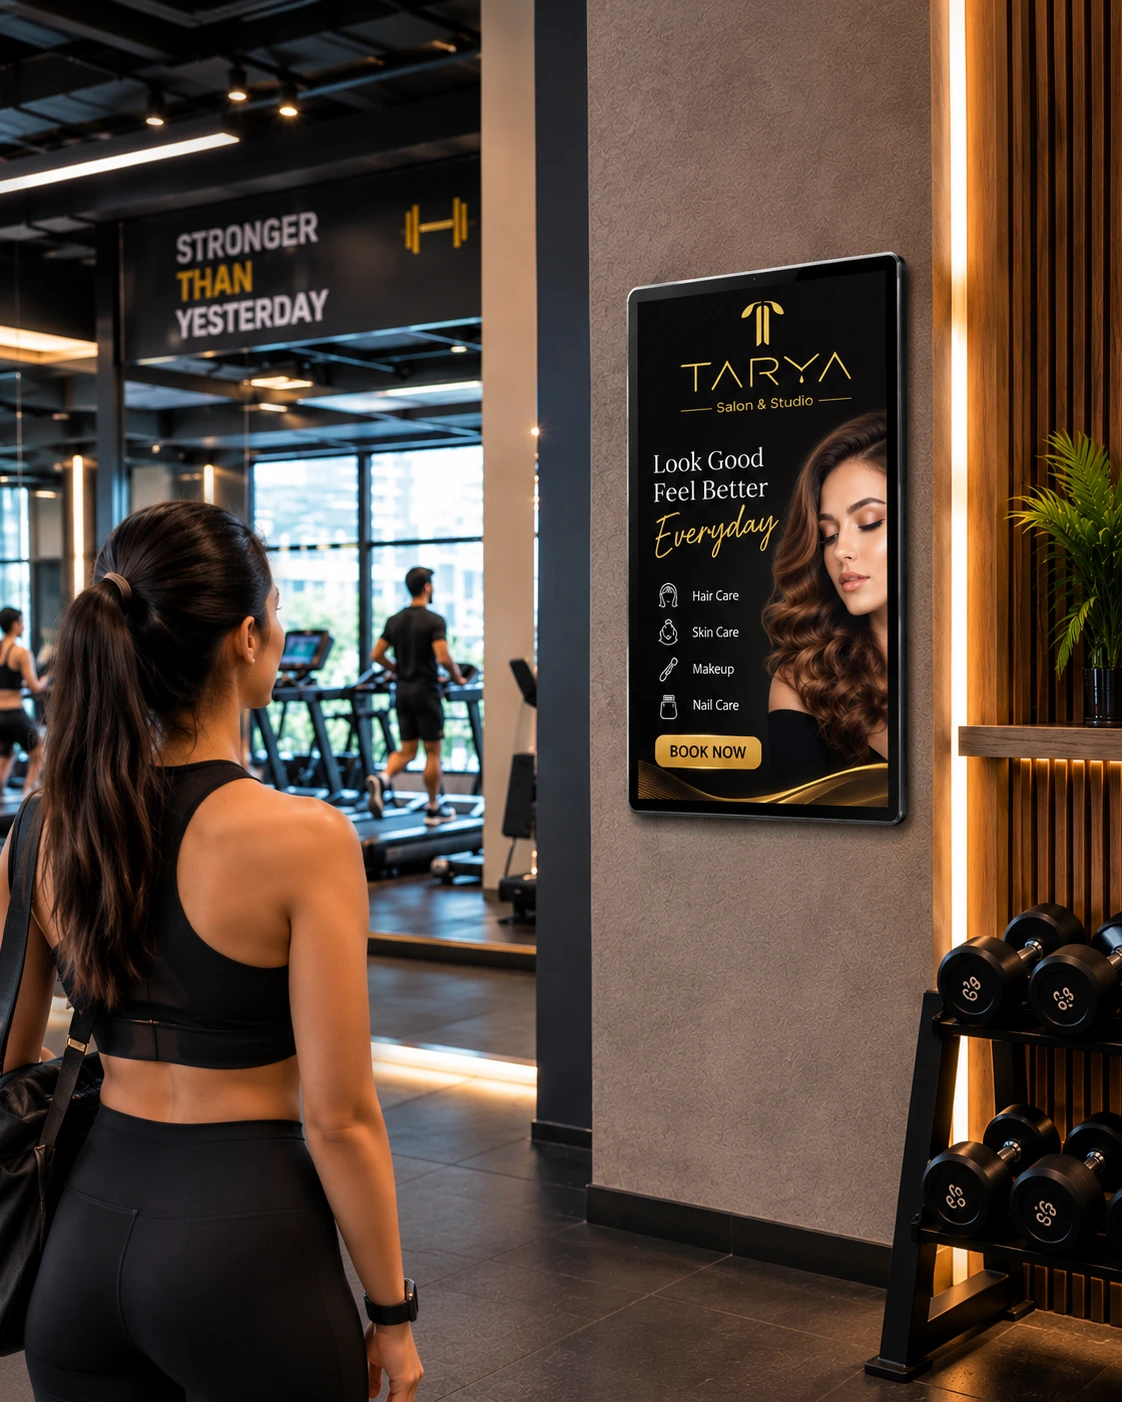 STRONGER
THAN
YESTERDAY
TARYA
Salon & Studio
Look Good
Feel Better
Everyday
Hair Care
Skin Care
Makeup
Nail Care
BOOK NOW